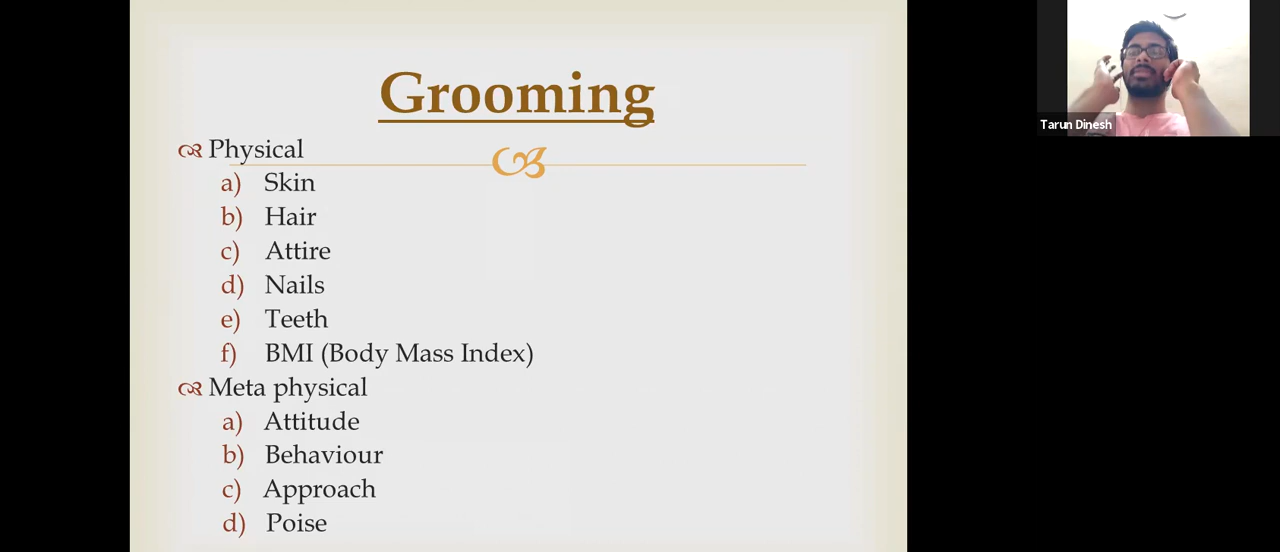 Grooming
Physical
a) Skin
b) Hair
c) Attire
d) Nails
e) Teeth
f) BMI (Body Mass Index)
Meta physical
a) Attitude
b) Behaviour
c) Approach
d) Poise
Tarun Dinesh